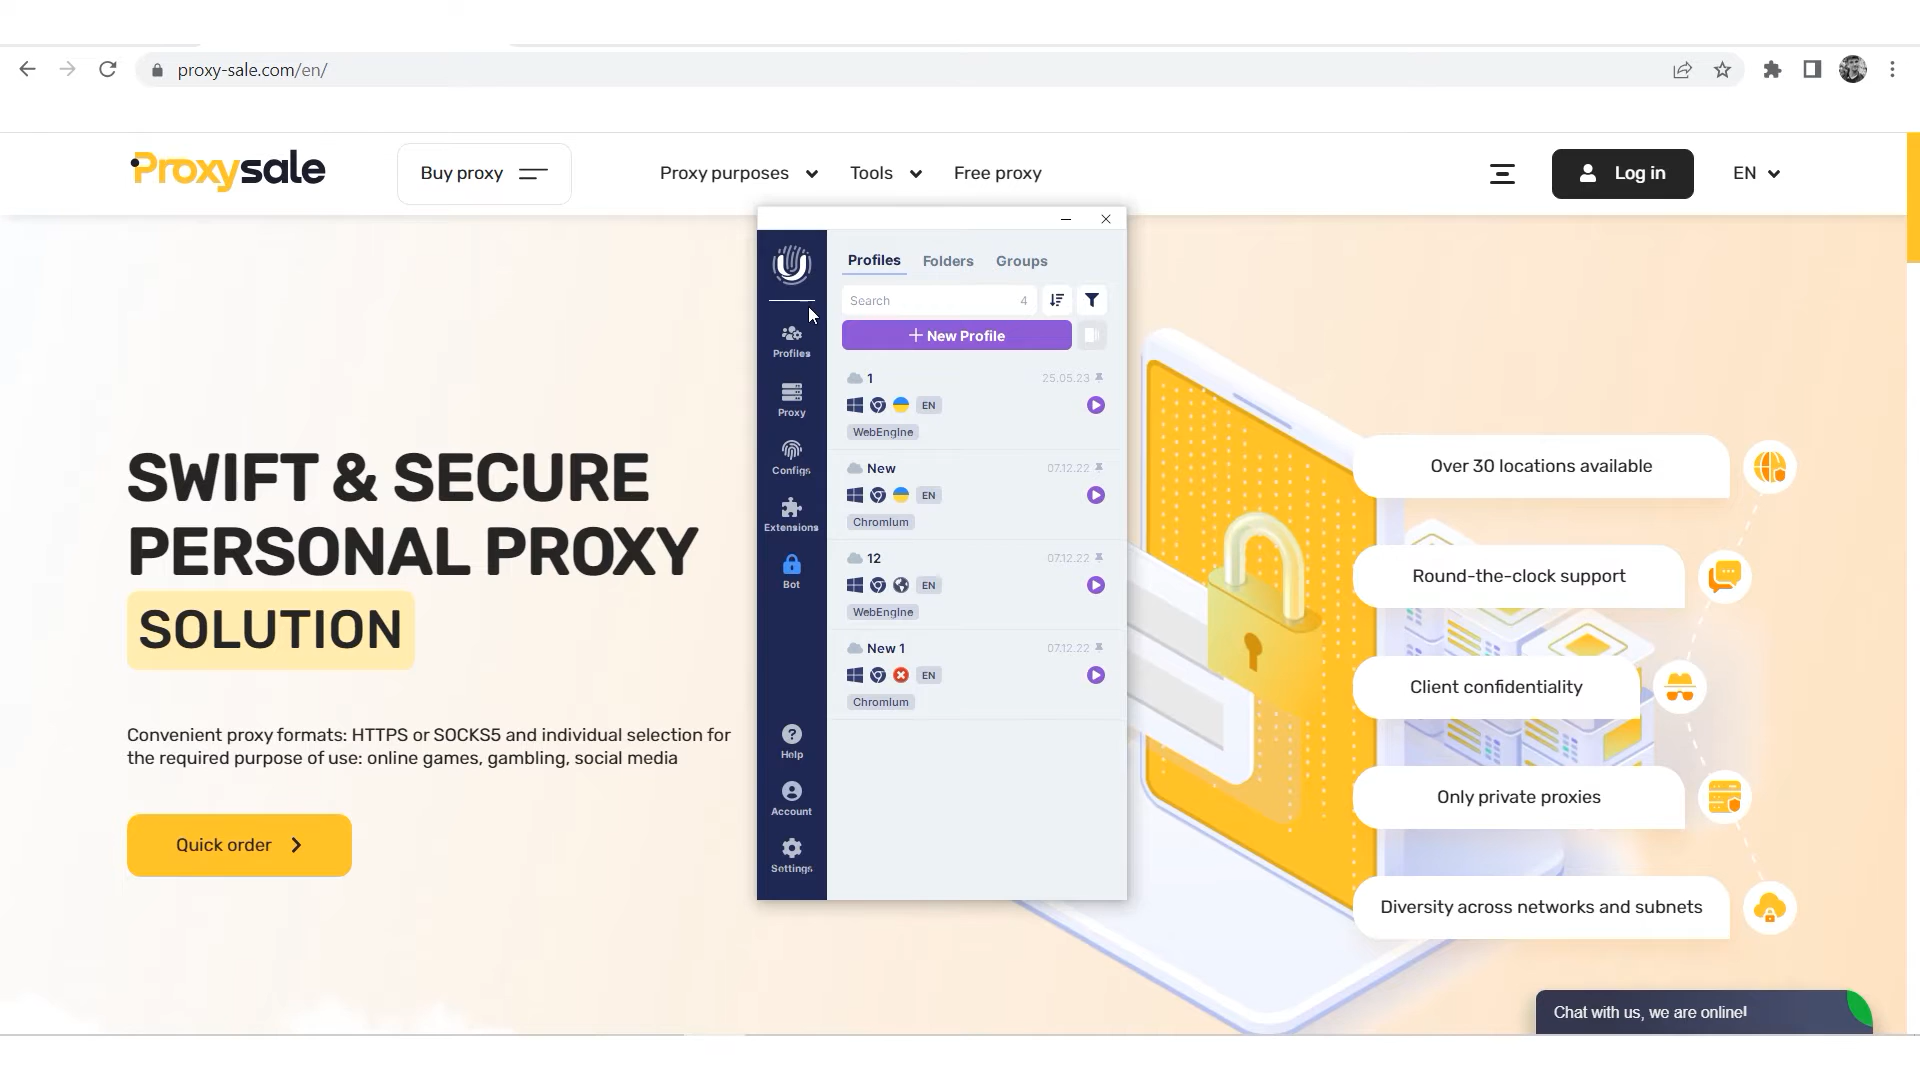 proxy-sale.com/en/
Proxysale
Buy proxy
Proxy purposes
Tools
Free proxy
Log in
EN
SWIFT & SECURE
PERSONAL PROXY
SOLUTION
Convenient proxy formats: HTTPS or SOCKS5 and individual selection for
the required purpose of use: online games, gambling, social media
Quick order
Profiles
Proxy
Configs
Extensions
Bot
Help
Account
Settings
Profiles Folders Groups
Search 4
+ New Profile
1 25.05.23
EN
WebEngine
New 07.12.22
EN
Chromium
12 07.12.22
EN
WebEngine
New 1 07.12.22
EN
Chromium
Over 30 locations available
Round-the-clock support
Client confidentiality
Only private proxies
Diversity across networks and subnets
Chat with us, we are online!